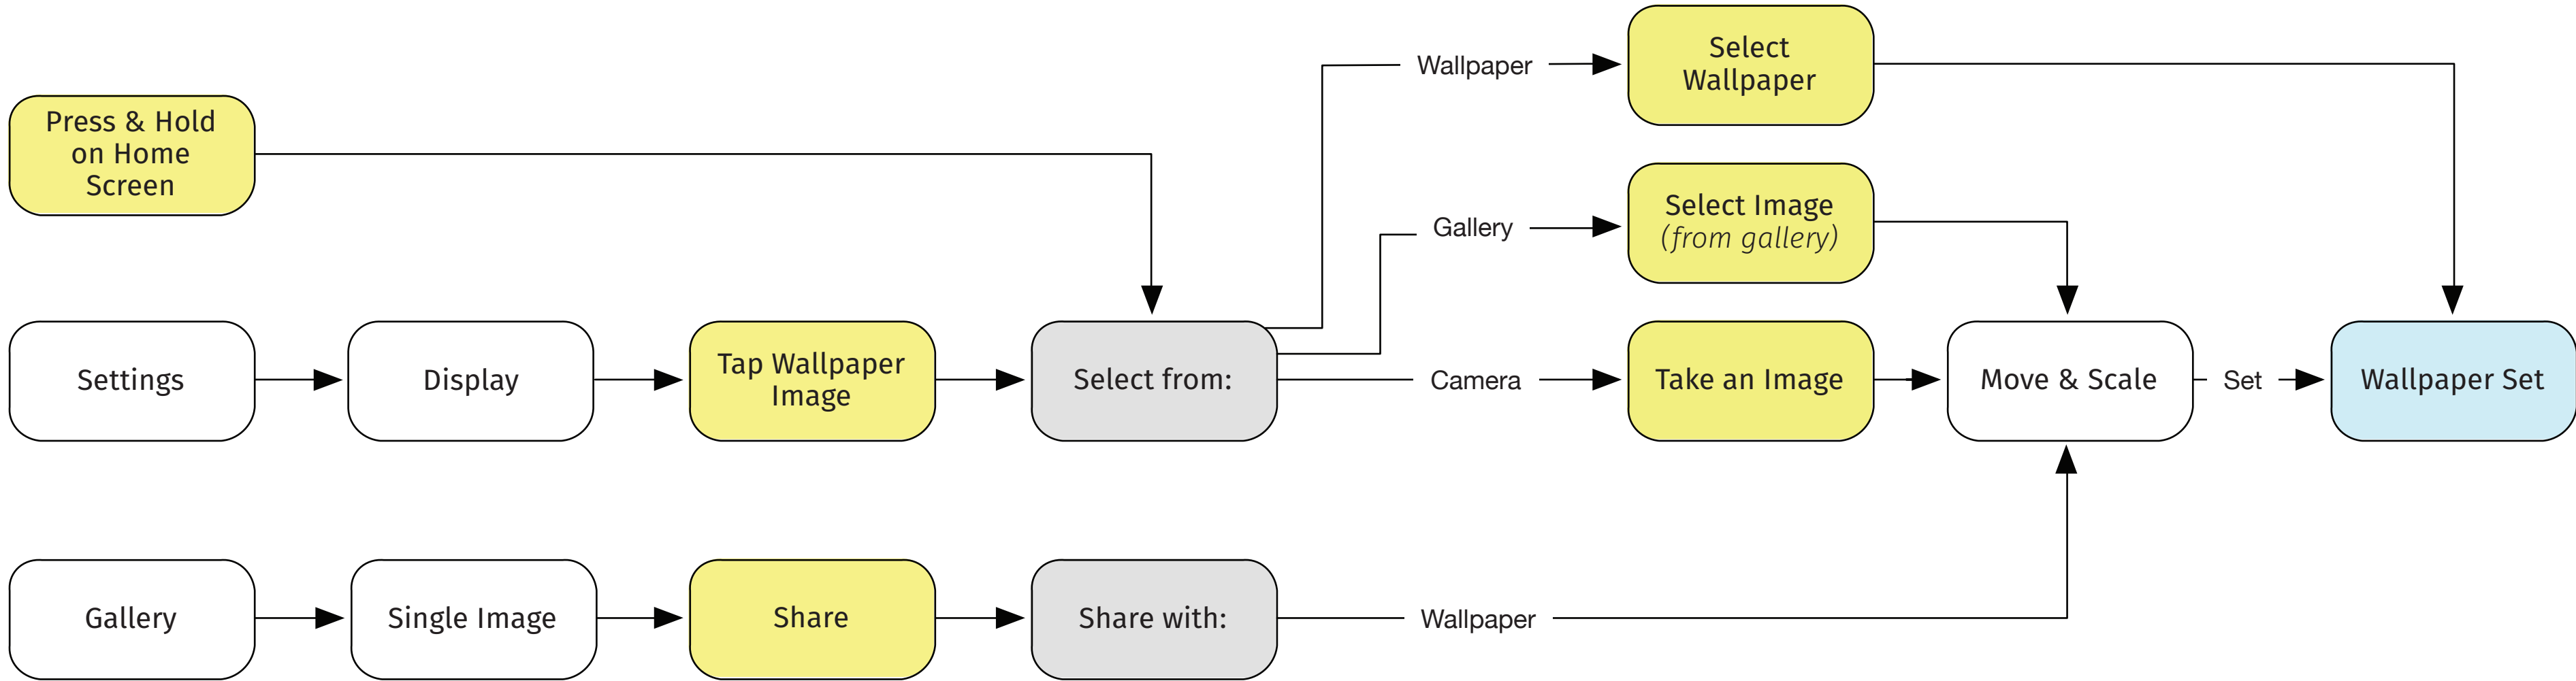 Press & Hold
on Home
Screen
Wallpaper
Select
Wallpaper
Gallery
Select Image
(from gallery)
Settings
Display
Tap Wallpaper
Image
Select from:
Camera
Take an Image
Move & Scale
Set
Wallpaper Set
Gallery
Single Image
Share
Share with:
Wallpaper